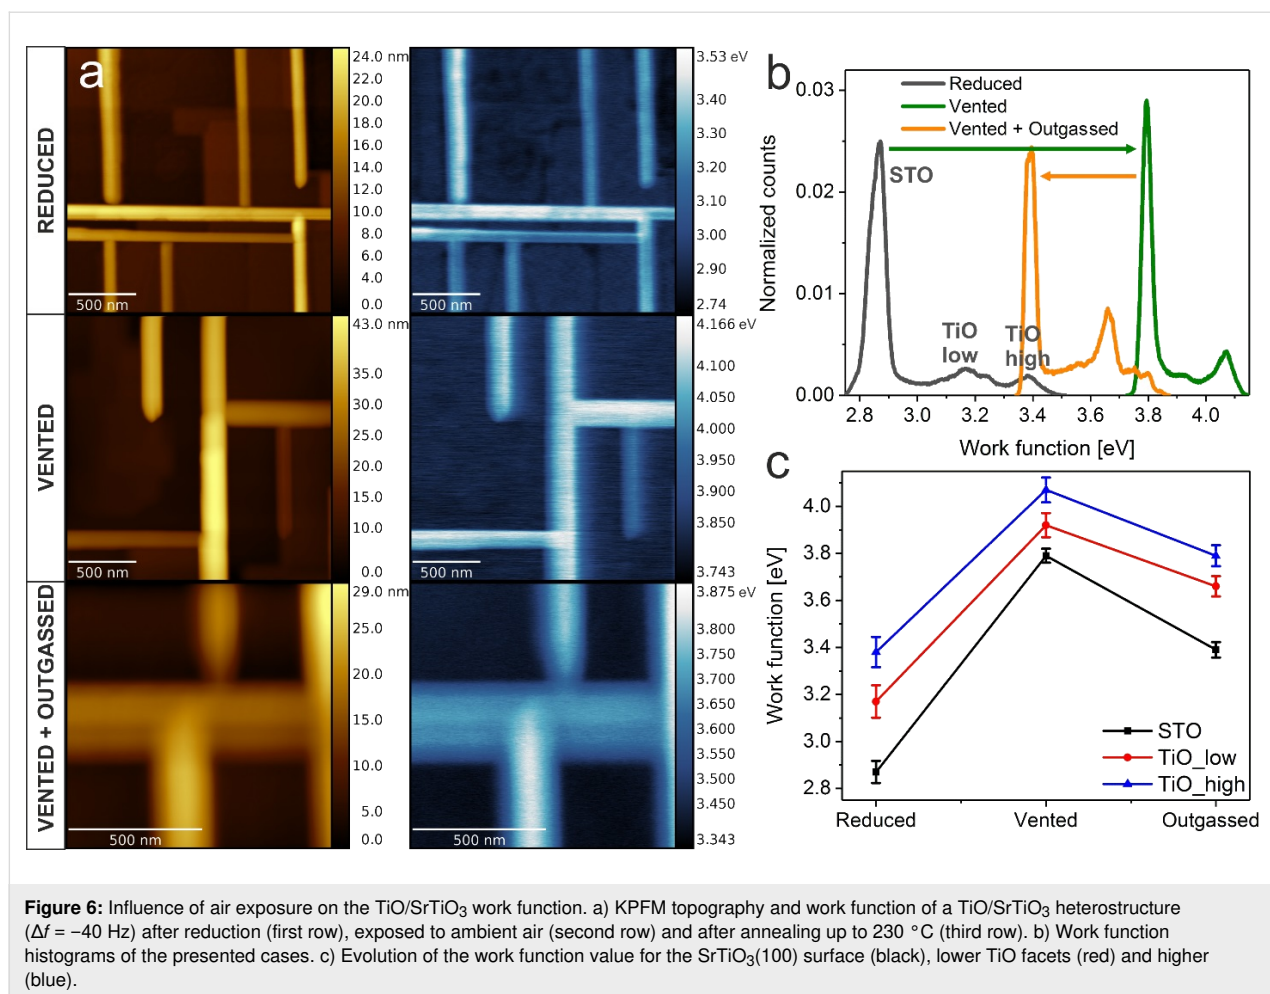 a
REDUCED
24.0 nm
22.0
20.0
18.0
16.0
14.0
12.0
10.0
8.0
6.0
4.0
0.0
500 nm
3.53 eV
3.40
3.30
3.20
3.10
3.00
2.90
2.74
500 nm
VENTED
43.0 nm
35.0
30.0
25.0
20.0
15.0
10.0
0.0
500 nm
4.166 eV
4.100
4.050
4.000
3.950
3.900
3.850
3.743
500 nm
VENTED + OUTGASSED
29.0 nm
25.0
20.0
15.0
10.0
5.0
0.0
500 nm
3.875 eV
3.800
3.750
3.700
3.650
3.600
3.550
3.500
3.450
3.343
500 nm
b
Normalized counts
0.03
0.02
0.01
0.00
Reduced
Vented
Vented + Outgassed
STO
TiO
low
TiO
high
2.8 3.0 3.2 3.4 3.6 3.8 4.0
Work function [eV]
c
Work function [eV]
4.0
3.8
3.6
3.4
3.2
3.0
2.8
STO
TiO_low
TiO_high
Reduced Vented Outgassed
Figure 6: Influence of air exposure on the TiO/SrTiO₃ work function. a) KPFM topography and work function of a TiO/SrTiO₃ heterostructure
(Δf = −40 Hz) after reduction (first row), exposed to ambient air (second row) and after annealing up to 230 °C (third row). b) Work function
histograms of the presented cases. c) Evolution of the work function value for the SrTiO₃(100) surface (black), lower TiO facets (red) and higher
(blue).